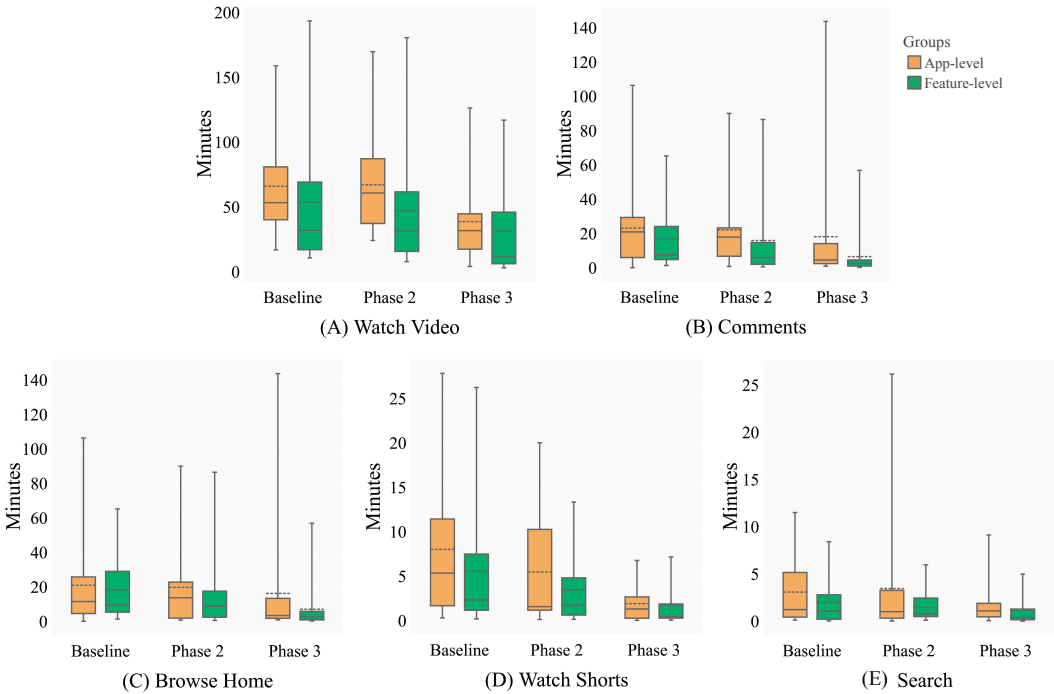 200
150
100
50
0
Minutes
Baseline Phase 2 Phase 3
(A) Watch Video
140
120
100
80
60
40
20
0
Minutes
Baseline Phase 2 Phase 3
(B) Comments
Groups
App-level
Feature-level
140
120
100
80
60
40
20
0
Minutes
Baseline Phase 2 Phase 3
(C) Browse Home
25
20
15
10
5
0
Minutes
Baseline Phase 2 Phase 3
(D) Watch Shorts
25
20
15
10
5
0
Minutes
Baseline Phase 2 Phase 3
(E) Search